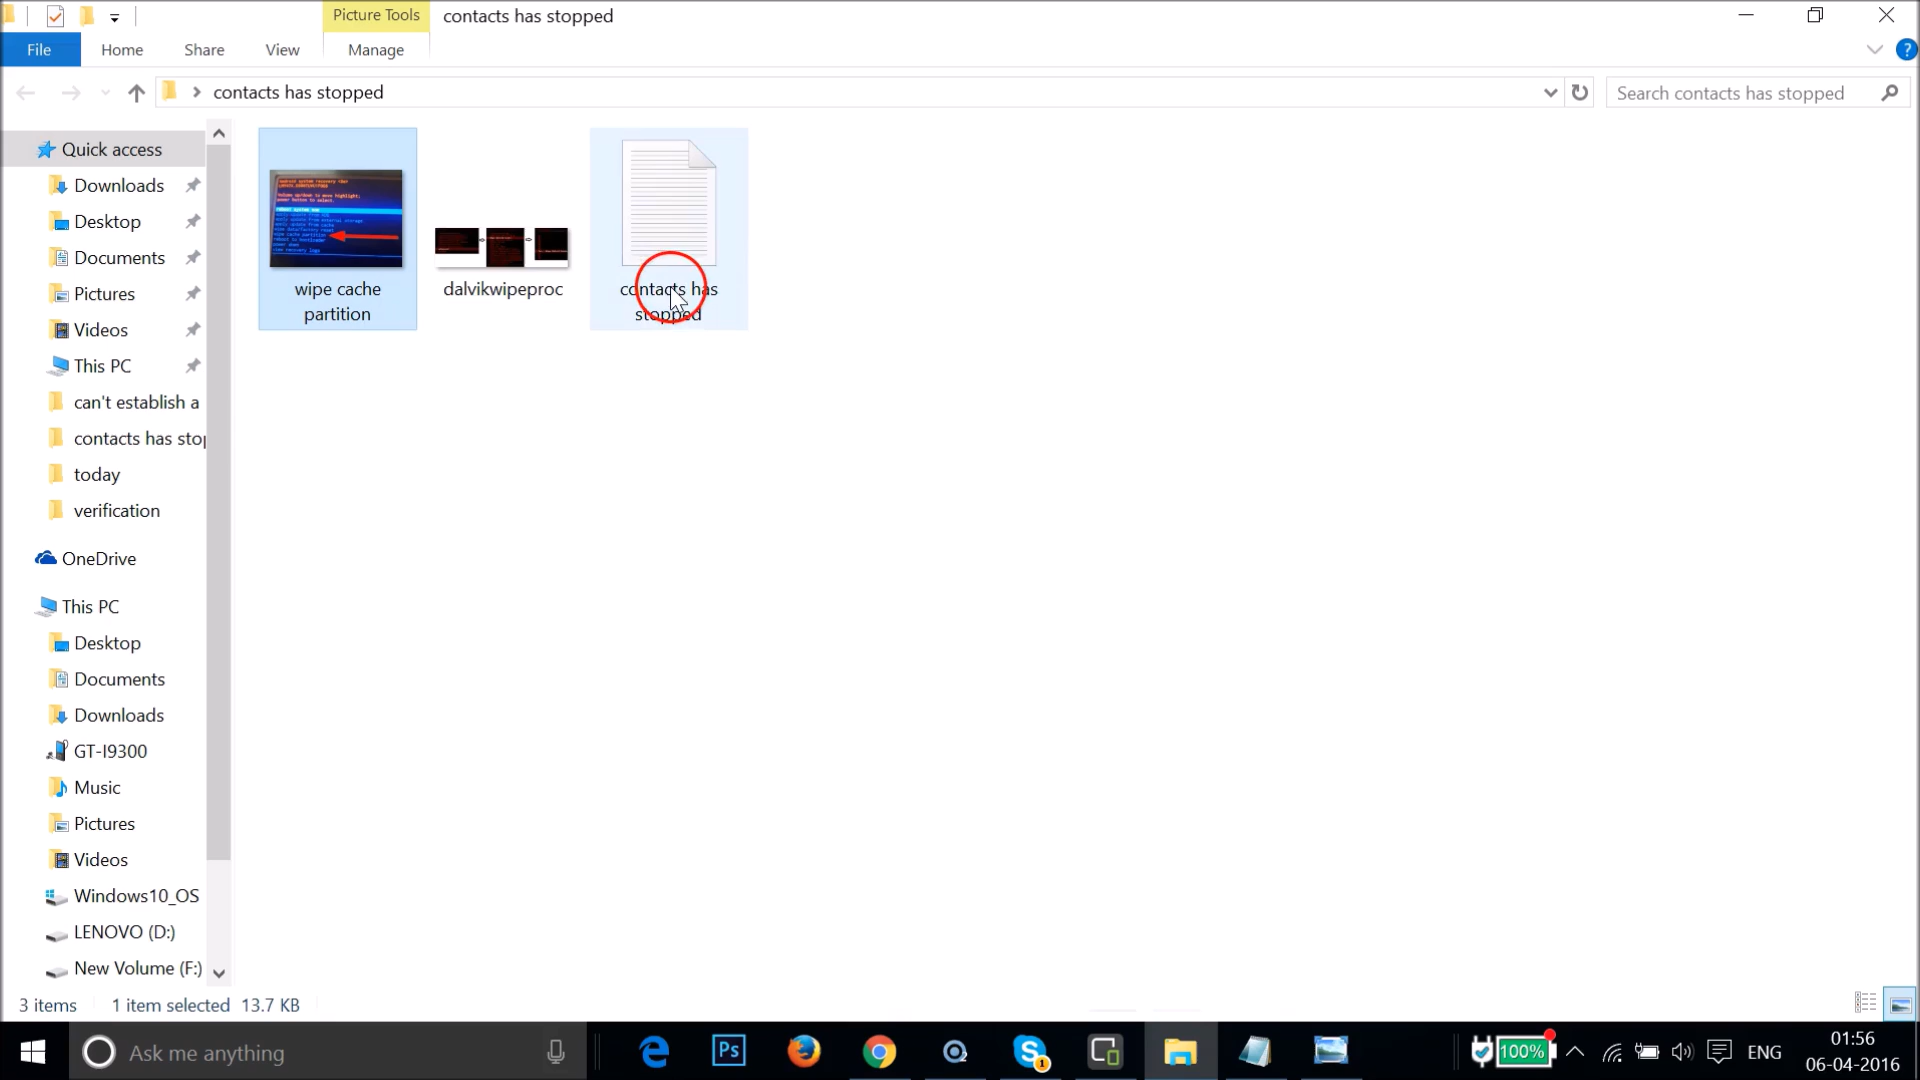 Picture Tools
contacts has stopped
File
Home
Share
View
Manage
contacts has stopped
Search contacts has stopped
Quick access
Downloads
Desktop
Documents
Pictures
Videos
This PC
can't establish a
contacts has sto
today
verification
OneDrive
This PC
Desktop
Documents
Downloads
GT-I9300
Music
Pictures
Videos
Windows10_OS
LENOVO (D:)
New Volume (F:)
wipe cache
partition
dalvikwipeproc
contacts has
stopped
3 items
1 item selected 13.7 KB
Ask me anything
Ps
1
100%
ENG
01:56
06-04-2016